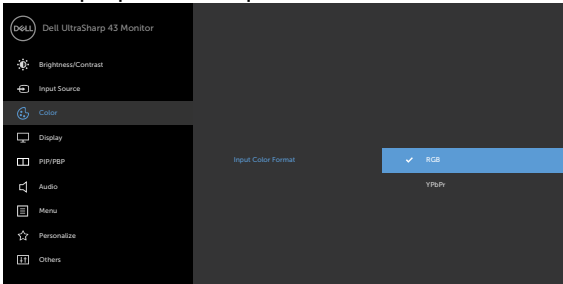 DELL
Dell UltraSharp 43 Monitor
Brightness/Contrast
Input Source
Color
Display
PIP/PBP
Audio
Menu
Personalize
Others
Input Color Format
RGB
YPbPr